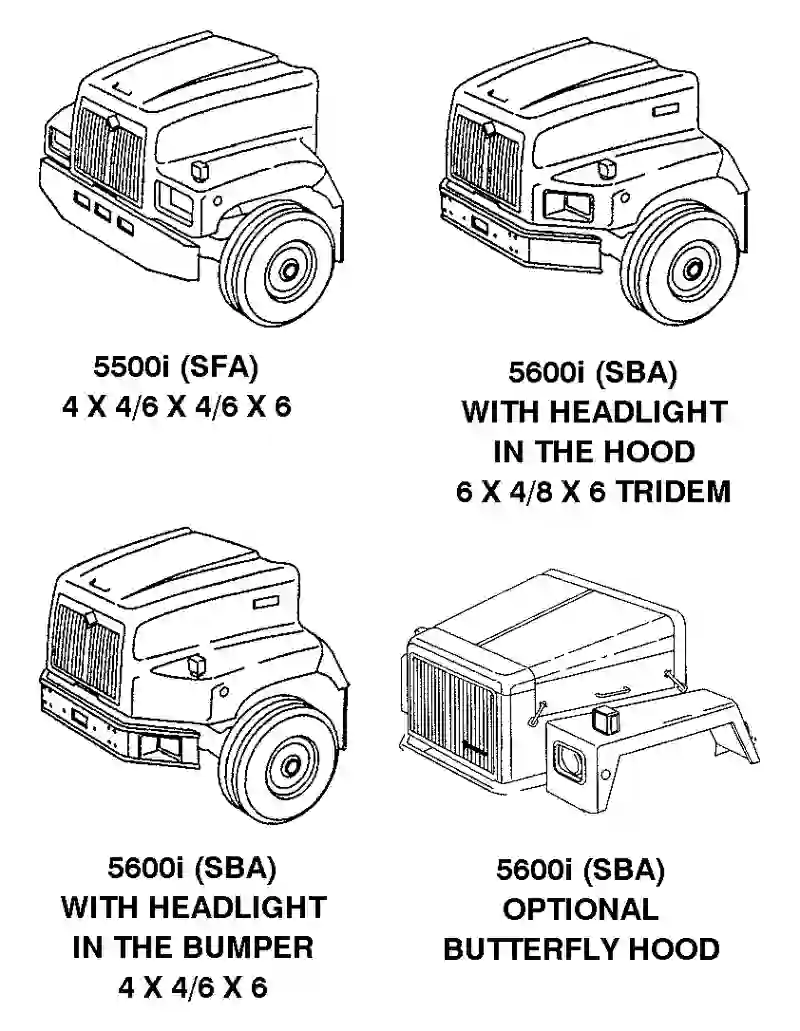 5500i (SFA)
4 X 4/6 X 4/6 X 6
5600i (SBA)
WITH HEADLIGHT
IN THE HOOD
6 X 4/8 X 6 TRIDEM
5600i (SBA)
WITH HEADLIGHT
IN THE BUMPER
4 X 4/6 X 6
5600i (SBA)
OPTIONAL
BUTTERFLY HOOD